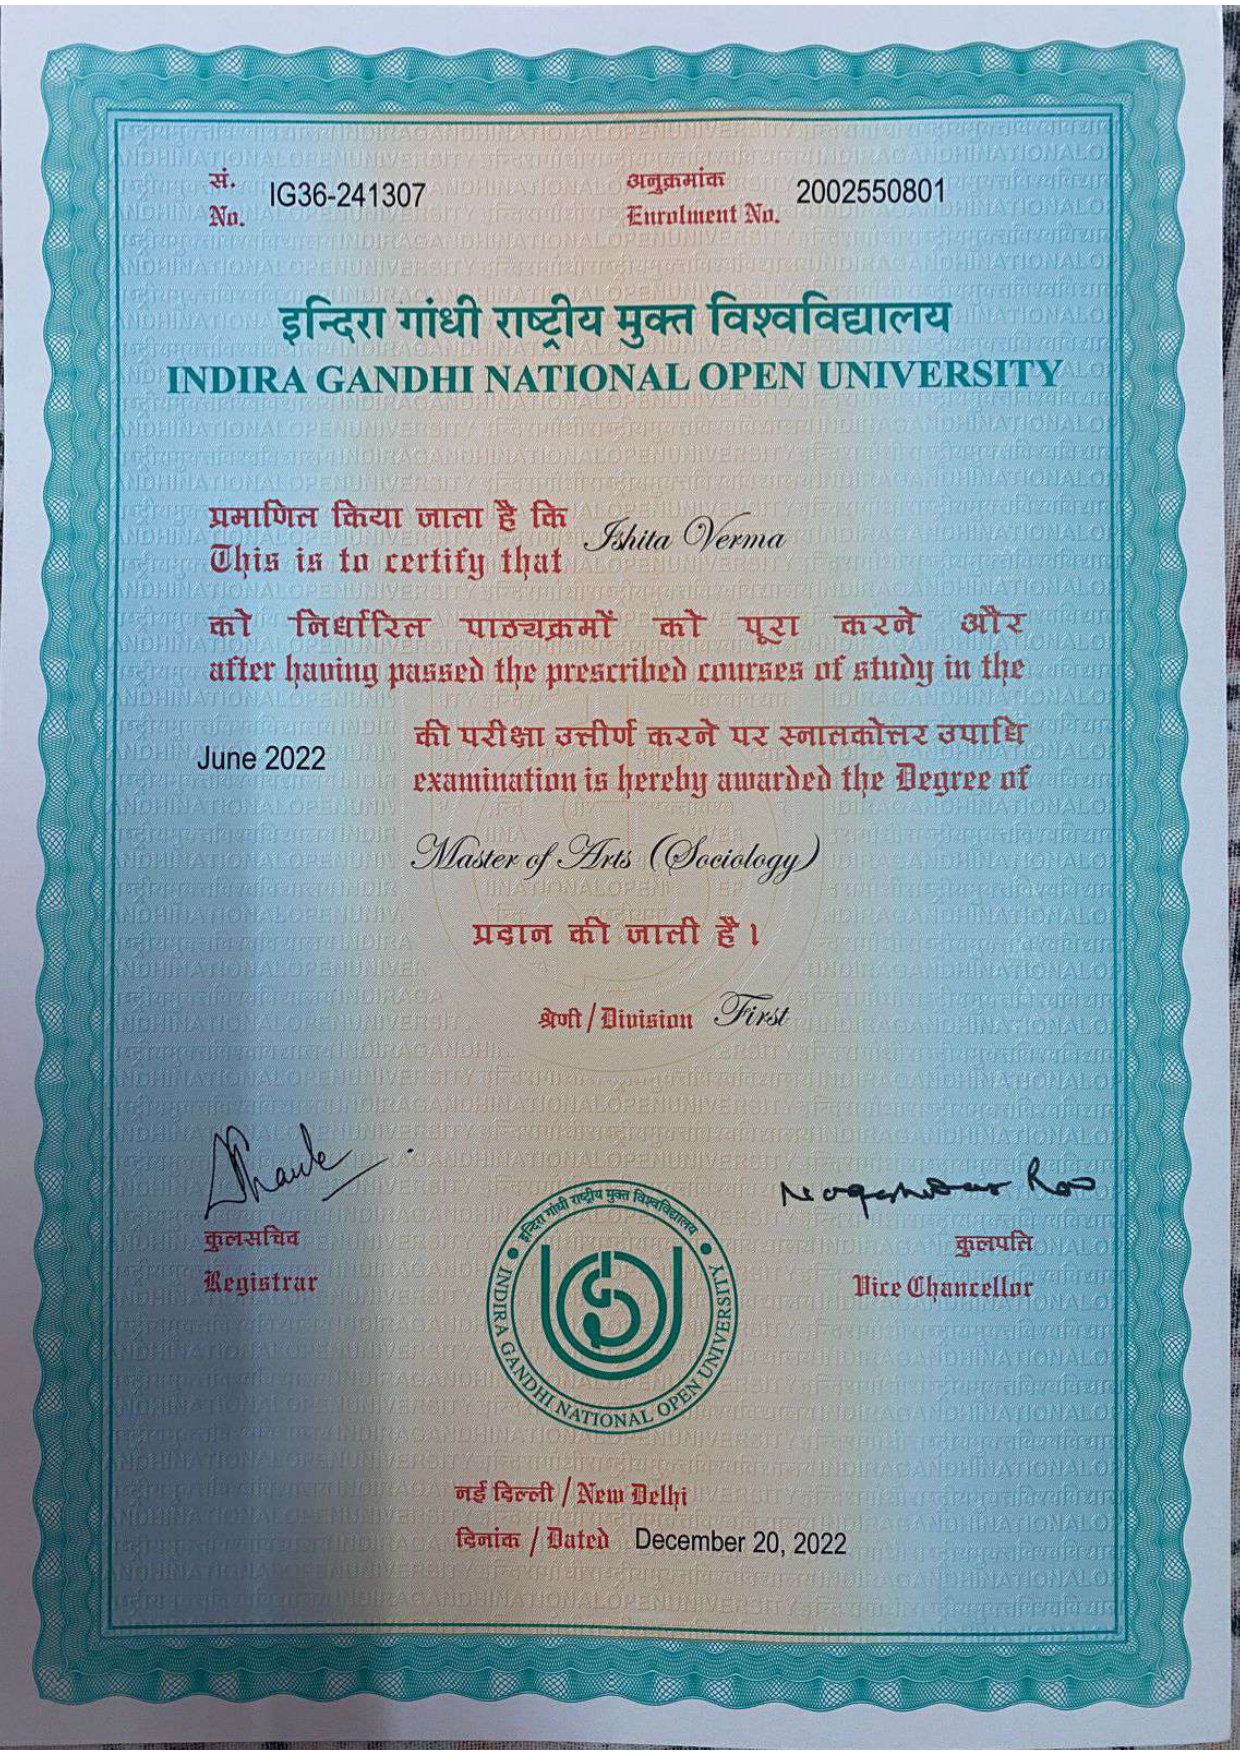 सं. IG36-241307 अनुक्रमांक 2002550801
No. Enrolment No.
इन्दिरा गांधी राष्ट्रीय मुक्त विश्वविद्यालय
INDIRA GANDHI NATIONAL OPEN UNIVERSITY
प्रमाणित किया जाता है कि
This is to certify that Ishita Verma
को निर्धारित पाठ्यक्रमों को पूरा करने और
after having passed the prescribed courses of study in the
की परीक्षा उत्तीर्ण करने पर स्नातकोत्तर उपाधि
June 2022
examination is hereby awarded the Degree of
Master of Arts (Sociology)
प्रदान की जाती है।
श्रेणी / Division First
Nageshwar Rao
कुलसचिव कुलपति
Registrar Vice Chancellor
इन्दिरा गांधी राष्ट्रीय मुक्त विश्वविद्यालय
INDIRA GANDHI NATIONAL OPEN UNIVERSITY
नई दिल्ली / New Delhi
दिनांक / Dated December 20, 2022